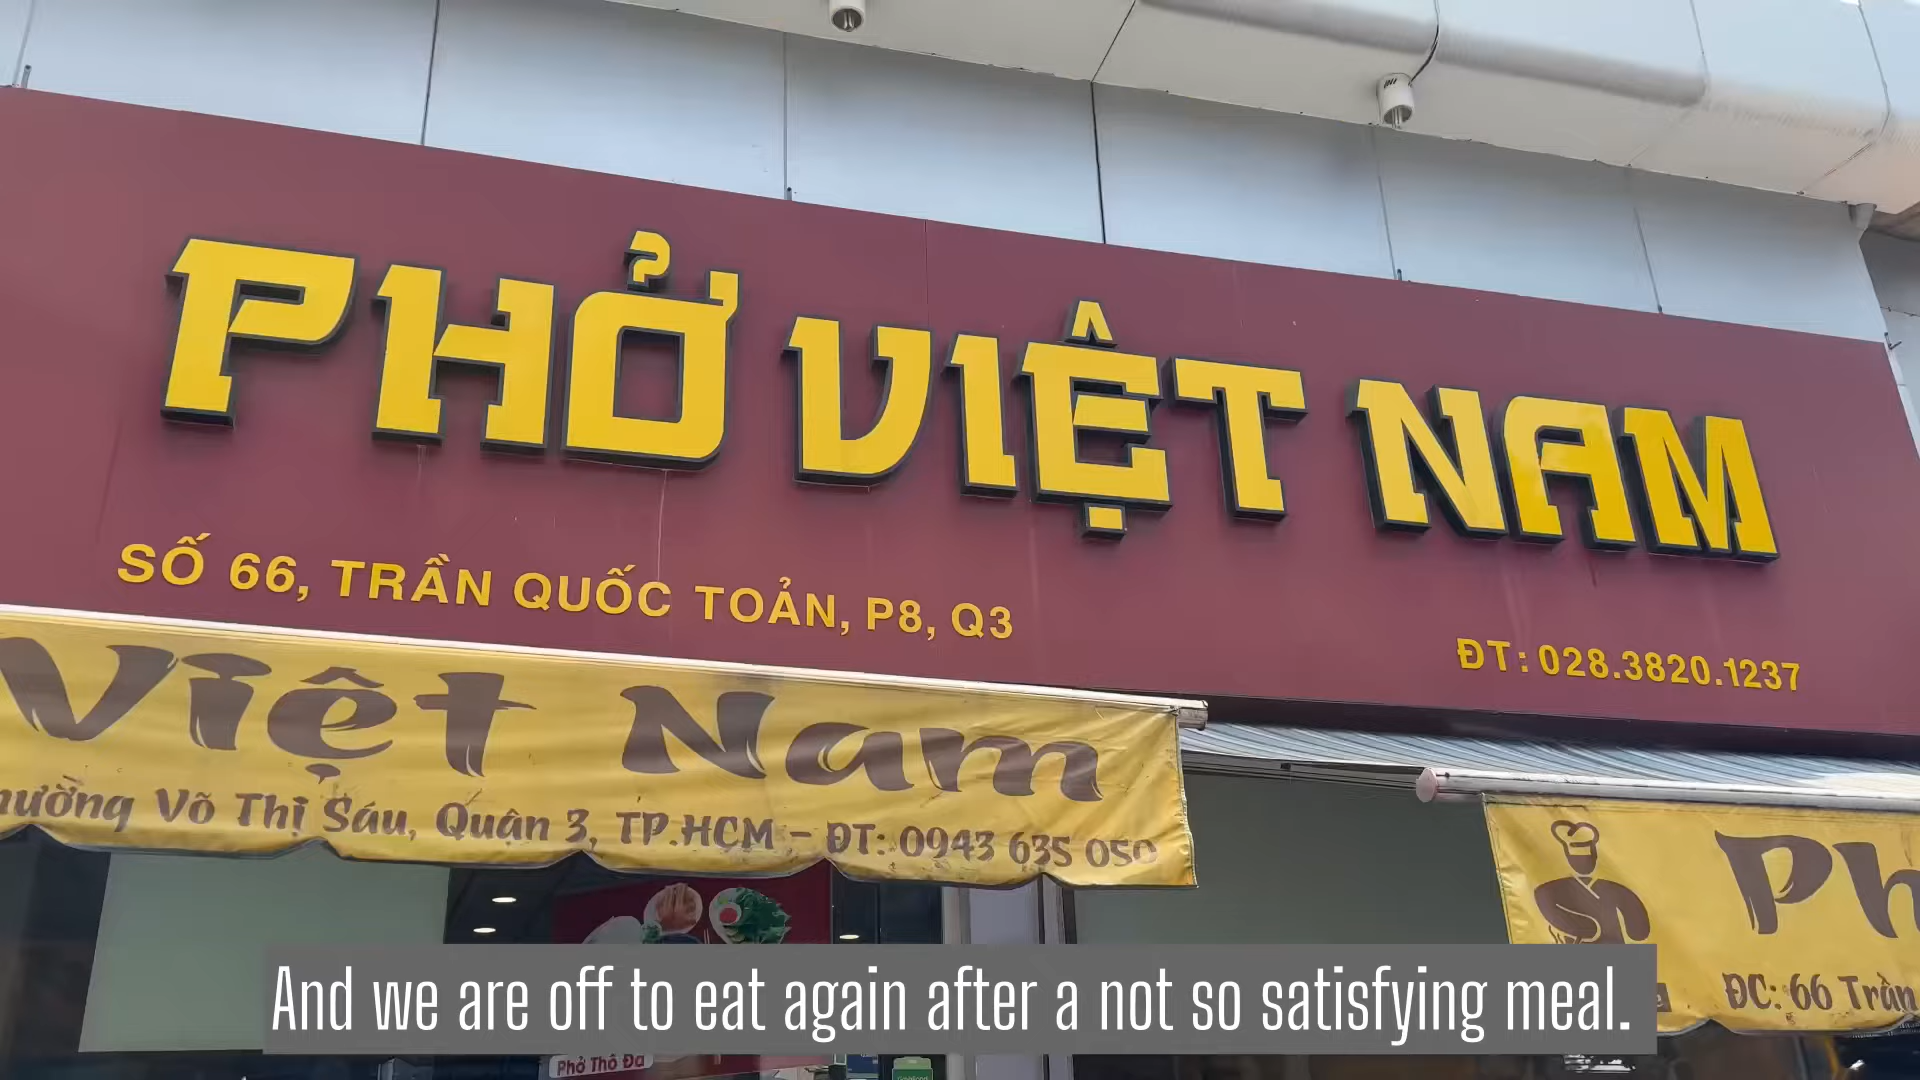 PHỞ VIỆT NAM
SỐ 66, TRẦN QUỐC TOẢN, P8, Q3
ĐT: 028.3820.1237
Việt Nam
Võ Thị Sáu, Quận 3, TP.HCM - ĐT: 0943 635 050
Ph
ĐC: 66 Trần
And we are off to eat again after a not so satisfying meal.
Phở Thố Đá